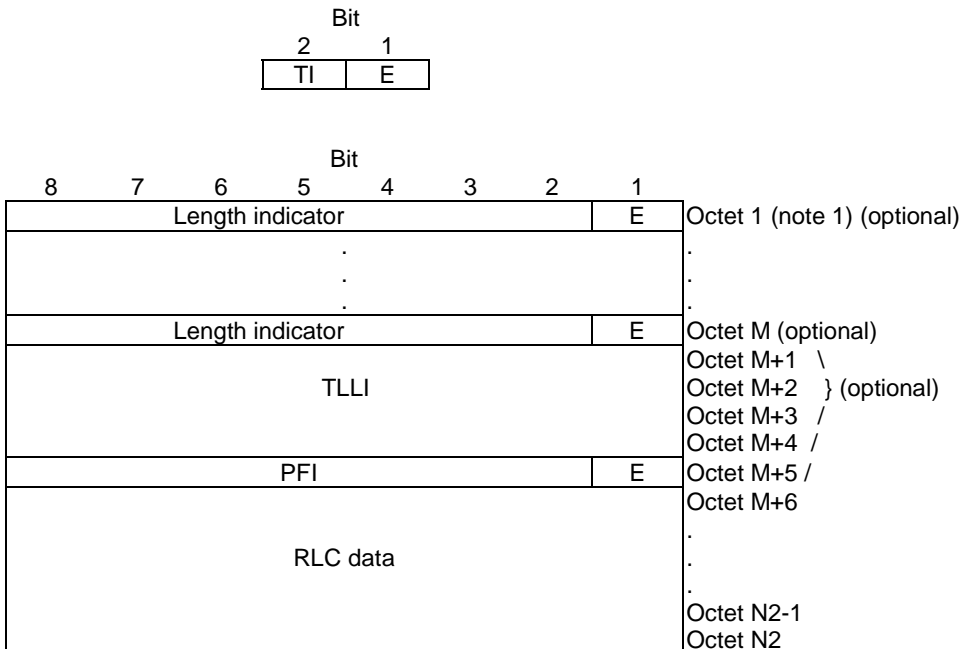 Bit
2 1
TI E
Bit
8 7 6 5 4 3 2 1
Length indicator E Octet 1 (note 1) (optional)
. .
. .
. .
Length indicator E Octet M (optional)
Octet M+1 \
TLLI Octet M+2 } (optional)
Octet M+3 /
Octet M+4 /
PFI E Octet M+5 /
Octet M+6
.
RLC data .
.
Octet N2-1
Octet N2